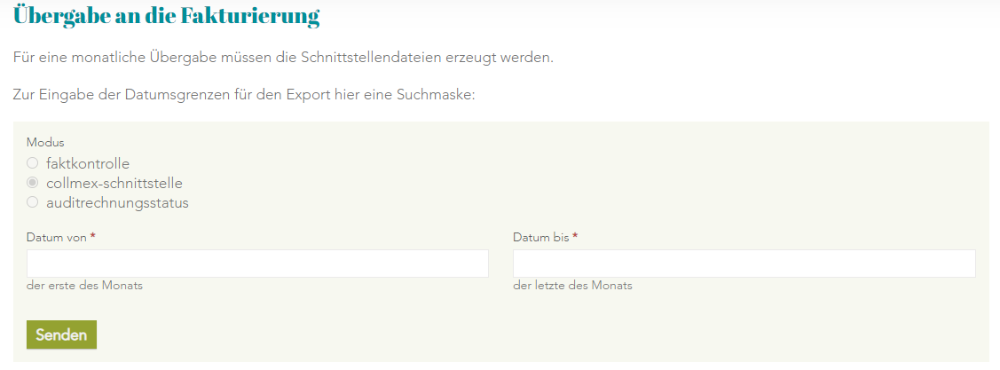 Übergabe an die Fakturierung
Für eine monatliche Übergabe müssen die Schnittstellendateien erzeugt werden.
Zur Eingabe der Datumsgrenzen für den Export hier eine Suchmaske:
Modus
faktkontrolle
collmex-schnittstelle
auditrechnungsstatus
Datum von *
der erste des Monats
Datum bis *
der letzte des Monats
Senden